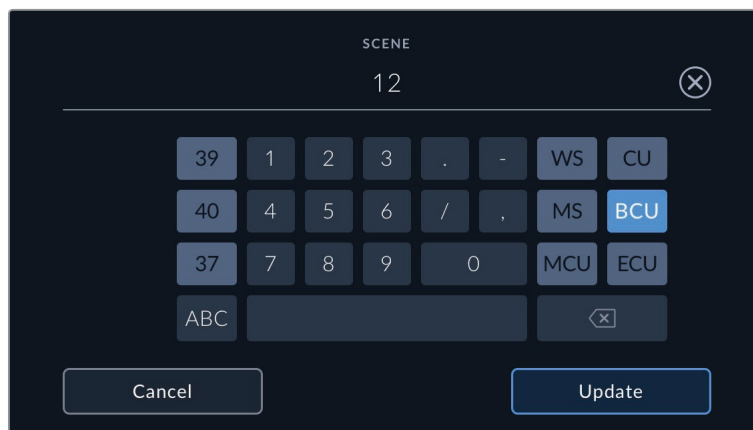 SCENE
12
39 1 2 3 . - WS CU
40 4 5 6 / , MS BCU
37 7 8 9 0 MCU ECU
ABC
Cancel Update